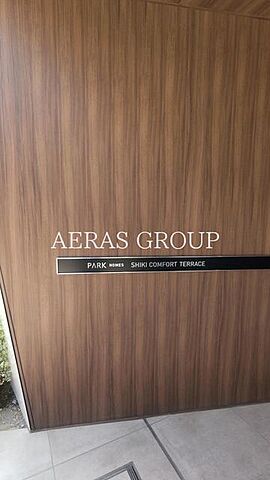 AERAS GROUP
PARK HOMES SHIKI COMFORT TERRACE